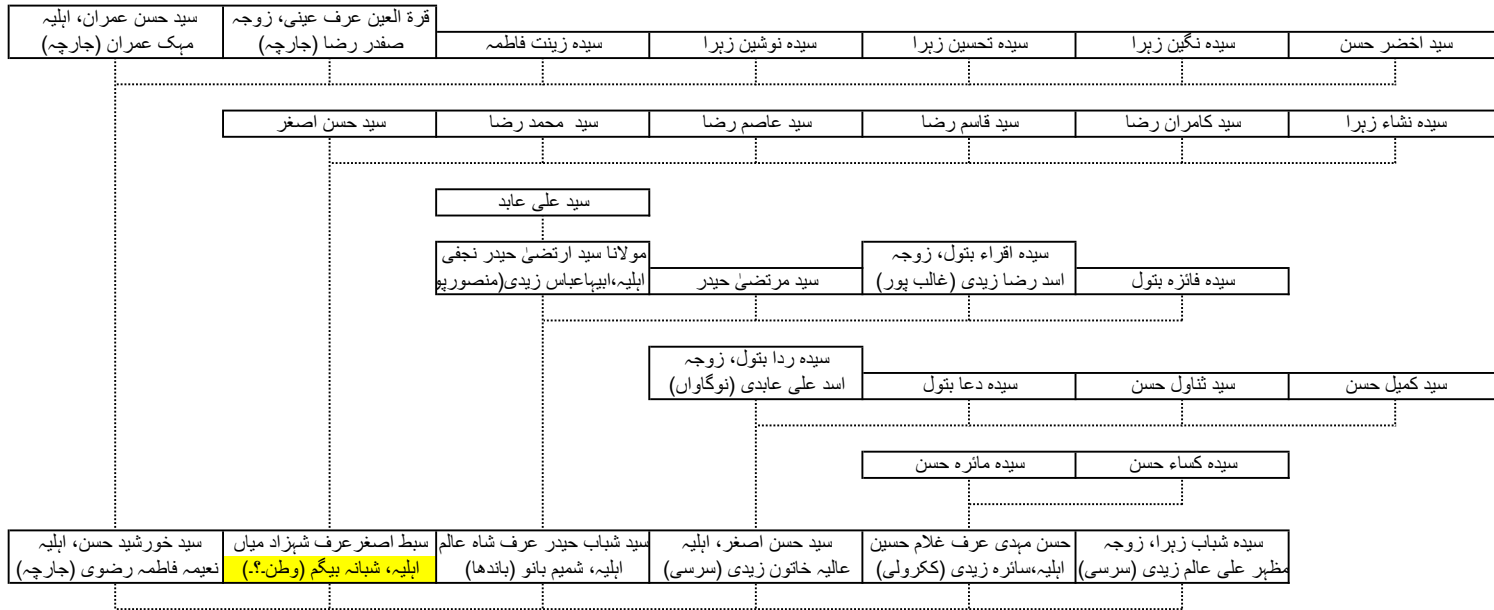 سید اخضر حسن
سیدہ نگین زہرا
سیدہ تحسین زہرا
سیدہ نوشین زہرا
سیدہ زینت فاطمہ
قرۃ العین عرف عینی، زوجہ
صفدر رضا (جارچہ)
سید حسن عمران، اہلیہ
مہک عمران (جارچہ)
سیدہ نشاء زہرا
سید کامران رضا
سید قاسم رضا
سید عاصم رضا
سید محمد رضا
سید حسن اصغر
سید علی عابد
سیدہ فائزہ بتول
سیدہ اقراء بتول، زوجہ
اسد رضا زیدی (غالب پور)
سید مرتضیٰ حیدر
مولانا سید ارتضیٰ حیدر نجفی
اہلیہ،ابیہاعباس زیدی(منصورپو
سید کمیل حسن
سید ثناول حسن
سیدہ دعا بتول
سیدہ ردا بتول، زوجہ
اسد علی عابدی (نوگاواں)
سیدہ کساء حسن
سیدہ مائرہ حسن
سیدہ شباب زہرا، زوجہ
مظہر علی عالم زیدی (سرسی)
حسن مہدی عرف غلام حسین
اہلیہ،سائرہ زیدی (ککرولی)
سید حسن اصغر، اہلیہ
عالیہ خاتون زیدی (سرسی)
سید شباب حیدر عرف شاہ عالم
اہلیہ، شمیم بانو (باندھا)
سبط اصغر عرف شہزاد میاں
اہلیہ، شبانہ بیگم (وطن۔؟۔)
سید خورشید حسن، اہلیہ
نعیمہ فاطمہ رضوی (جارچہ)